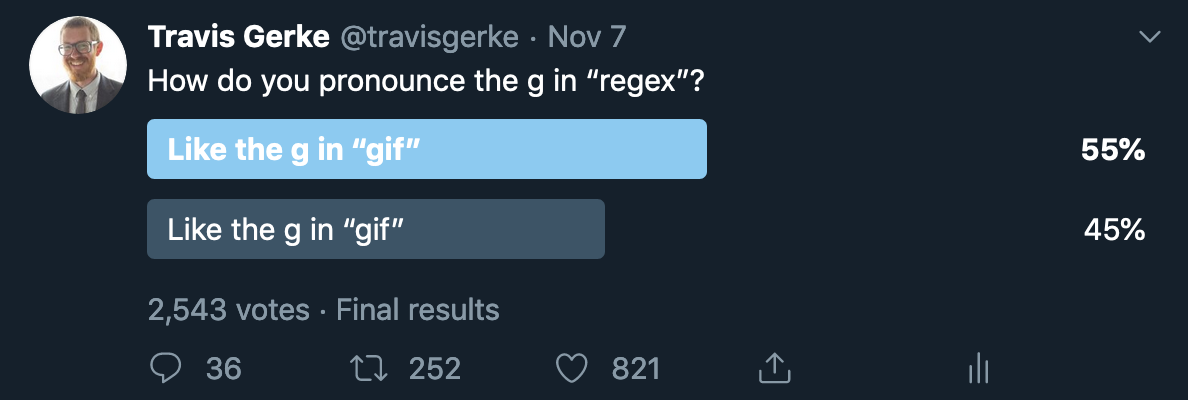 Travis Gerke @travisgerke · Nov 7
How do you pronounce the g in “regex”?
Like the g in “gif” 55%
Like the g in “gif” 45%
2,543 votes · Final results
36 252 821